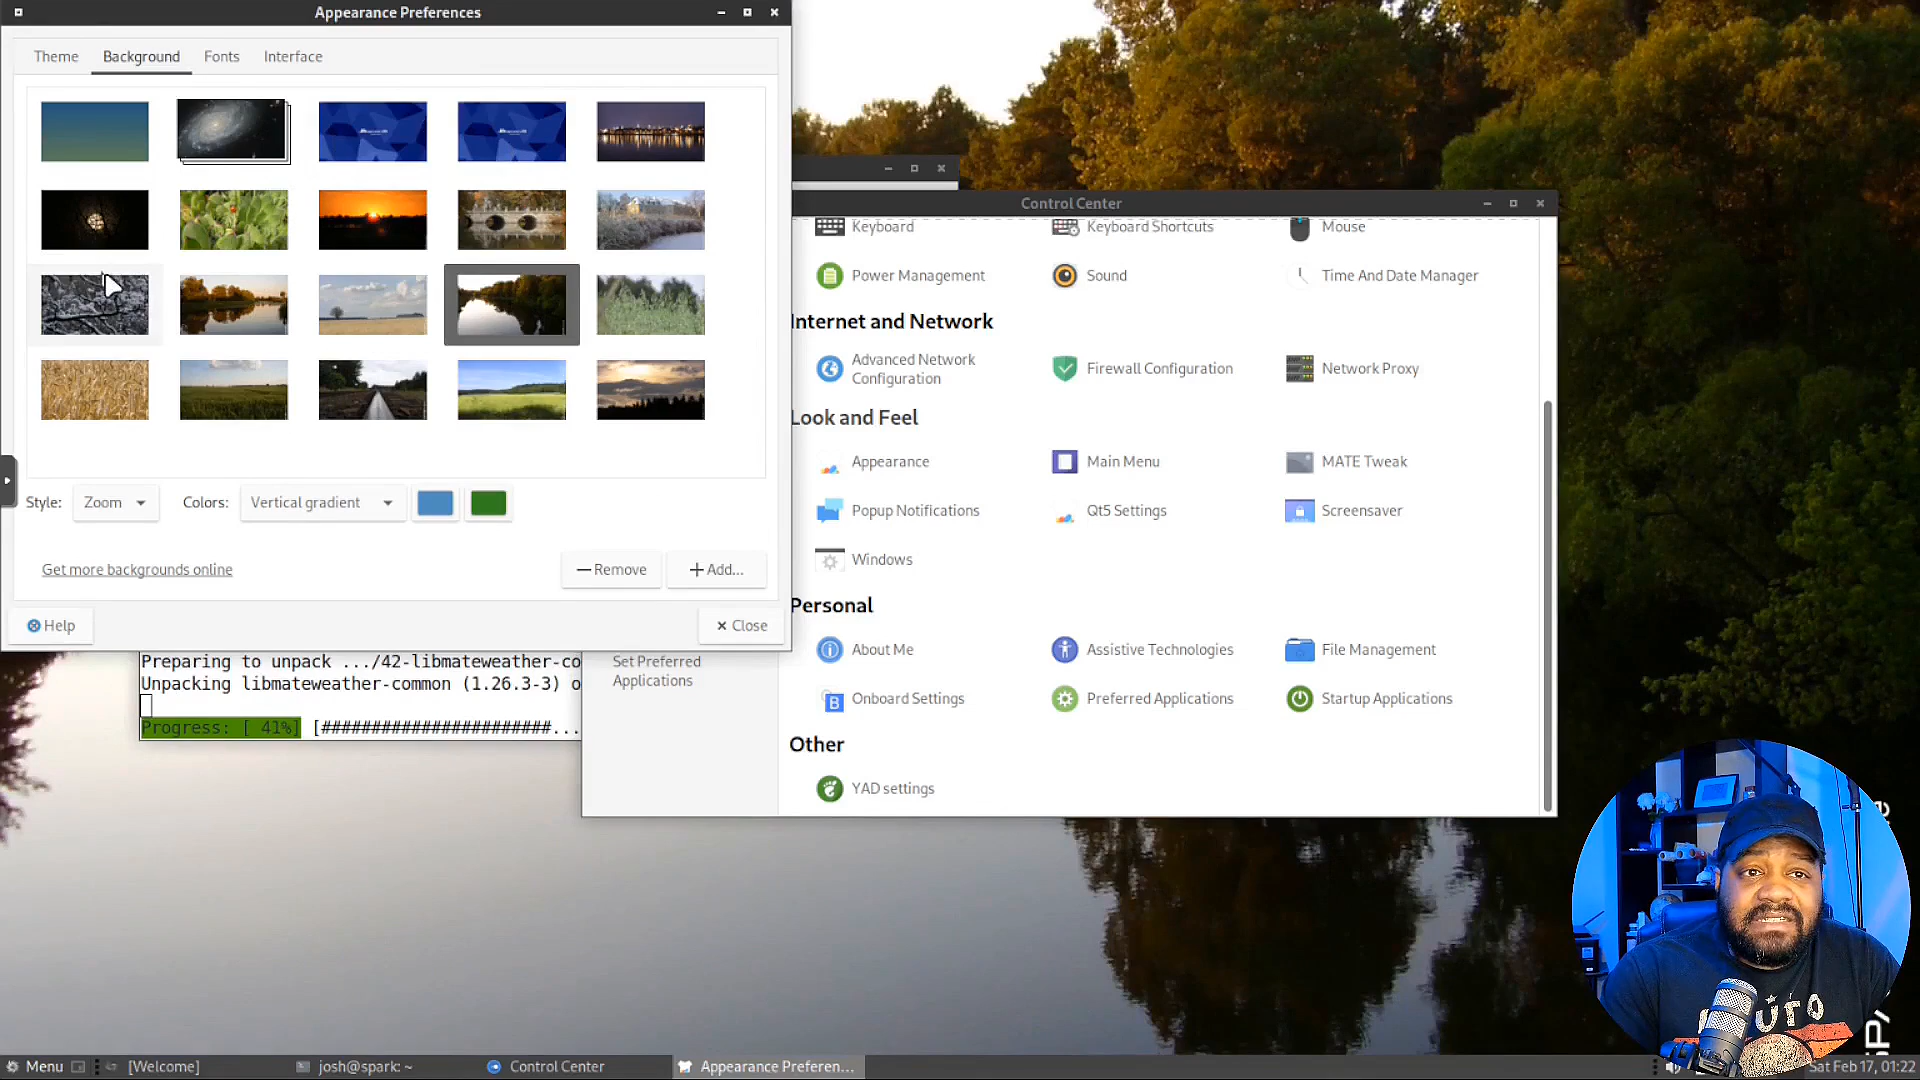 Appearance Preferences
Theme
Background
Fonts
Interface
Style:
Zoom
Colors:
Vertical gradient
Get more backgrounds online
Remove
Add...
Help
Close
Control Center
Keyboard
Keyboard Shortcuts
Mouse
Power Management
Sound
Time And Date Manager
Internet and Network
Advanced Network
Configuration
Firewall Configuration
Network Proxy
Look and Feel
Appearance
Main Menu
MATE Tweak
Popup Notifications
Qt5 Settings
Screensaver
Windows
Personal
About Me
Assistive Technologies
File Management
Onboard Settings
Preferred Applications
Startup Applications
Other
YAD settings
Set Preferred
Applications
Preparing to unpack .../42-libmateweather-co
Unpacking libmateweather-common (1.26.3-3) o
Progress: [ 41%] [#######################...
Menu
[Welcome]
josh@spark: ~
Control Center
Appearance Preferen...
Sat Feb 17, 01:22